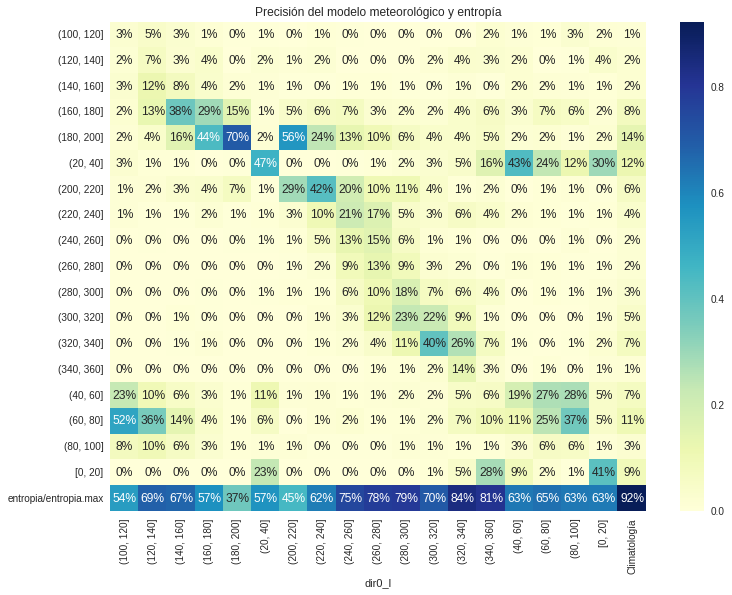 Precisión del modelo meteorológico y entropía
(100, 120] 3% 5% 3% 1% 0% 1% 0% 1% 0% 0% 0% 0% 2% 1% 1% 3% 2% 1%
(120, 140] 2% 7% 3% 4% 0% 2% 1% 2% 0% 0% 0% 2% 4% 3% 2% 0% 4% 2%
(140, 160] 3% 12% 8% 4% 2% 1% 1% 0% 1% 1% 1% 0% 1% 0% 2% 2% 1% 2%
(160, 180] 2% 13% 38% 29% 15% 1% 5% 6% 7% 3% 2% 2% 4% 6% 3% 7% 6% 2% 8%
(180, 200] 2% 4% 16% 44% 70% 2% 56% 24% 13% 10% 6% 4% 4% 5% 2% 2% 1% 2% 14%
(20, 40] 3% 1% 1% 0% 0% 47% 0% 0% 0% 1% 2% 3% 5% 16% 43% 24% 12% 30% 12%
(200, 220] 1% 2% 3% 4% 7% 1% 29% 42% 20% 10% 11% 4% 1% 2% 0% 1% 1% 0% 6%
(220, 240] 1% 1% 1% 2% 1% 1% 3% 10% 21% 17% 5% 3% 6% 4% 2% 1% 1% 1% 4%
(240, 260] 0% 0% 0% 0% 0% 1% 1% 5% 13% 15% 6% 1% 1% 0% 0% 1% 1% 0% 2%
(260, 280] 0% 0% 0% 0% 0% 0% 1% 2% 9% 13% 9% 3% 2% 0% 1% 1% 1% 1% 2%
(280, 300] 0% 0% 0% 0% 0% 1% 1% 1% 6% 10% 18% 7% 6% 4% 0% 1% 1% 1% 3%
(300, 320] 0% 0% 1% 0% 0% 0% 0% 1% 3% 12% 23% 22% 9% 1% 0% 0% 0% 1% 5%
(320, 340] 0% 0% 1% 1% 0% 0% 0% 1% 2% 4% 11% 40% 26% 7% 1% 0% 1% 2% 7%
(340, 360] 0% 0% 0% 0% 0% 0% 0% 0% 0% 1% 1% 2% 14% 3% 0% 0% 0% 1% 1%
(40, 60] 23% 10% 6% 3% 1% 11% 1% 1% 1% 0% 2% 2% 5% 6% 19% 27% 28% 5% 7%
(60, 80] 52% 36% 14% 4% 1% 6% 0% 1% 2% 1% 1% 2% 7% 10% 11% 25% 37% 5% 11%
(80, 100] 8% 10% 6% 3% 1% 1% 1% 0% 0% 0% 1% 1% 1% 1% 3% 6% 6% 1% 3%
[0, 20] 0% 0% 0% 0% 0% 23% 0% 0% 0% 0% 0% 1% 5% 28% 9% 2% 1% 41% 9%
entropia/entropia.max 54% 69% 67% 57% 37% 57% 45% 62% 75% 78% 79% 70% 84% 81% 63% 65% 63% 63% 92%
(100, 120] (120, 140] (140, 160] (160, 180] (180, 200] (20, 40] (200, 220] (220, 240] (240, 260] (260, 280] (280, 300] (300, 320] (320, 340] (340, 360] (40, 60] (60, 80] (80, 100] [0, 20] Climatología
dir0_l
0.8
0.6
0.4
0.2
0.0